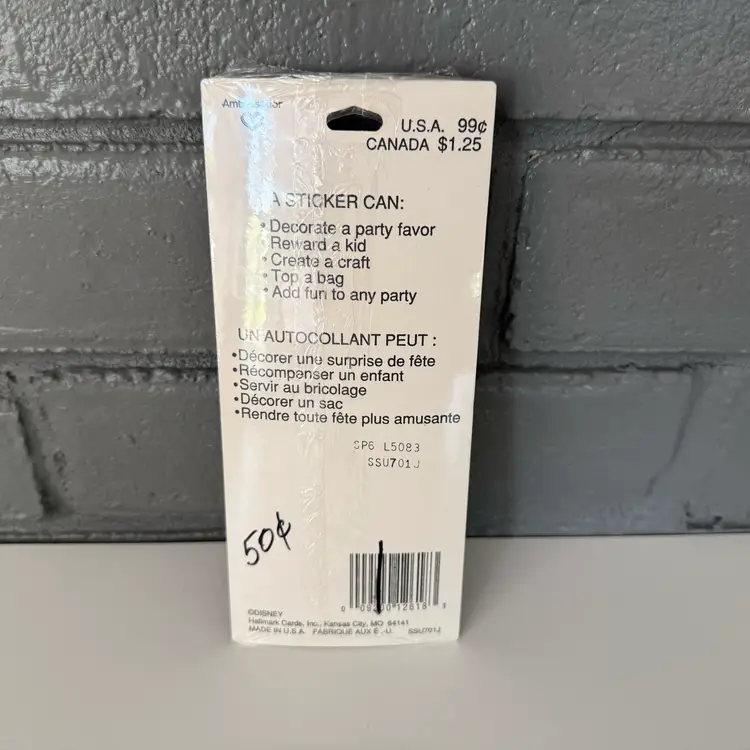 Ambassador
U.S.A. 99¢
CANADA $1.25
A STICKER CAN:
• Decorate a party favor
• Reward a kid
• Create a craft
• Top a bag
• Add fun to any party
UN AUTOCOLLANT PEUT :
• Décorer une surprise de fête
• Récompenser un enfant
• Servir au bricolage
• Décorer un sac
• Rendre toute fête plus amusante
SP6 L5083
SSU701J
50¢
©DISNEY
Hallmark Cards, Inc., Kansas City, MO 64141
MADE IN U.S.A. FABRIQUÉ AUX É.-U. SSU701J